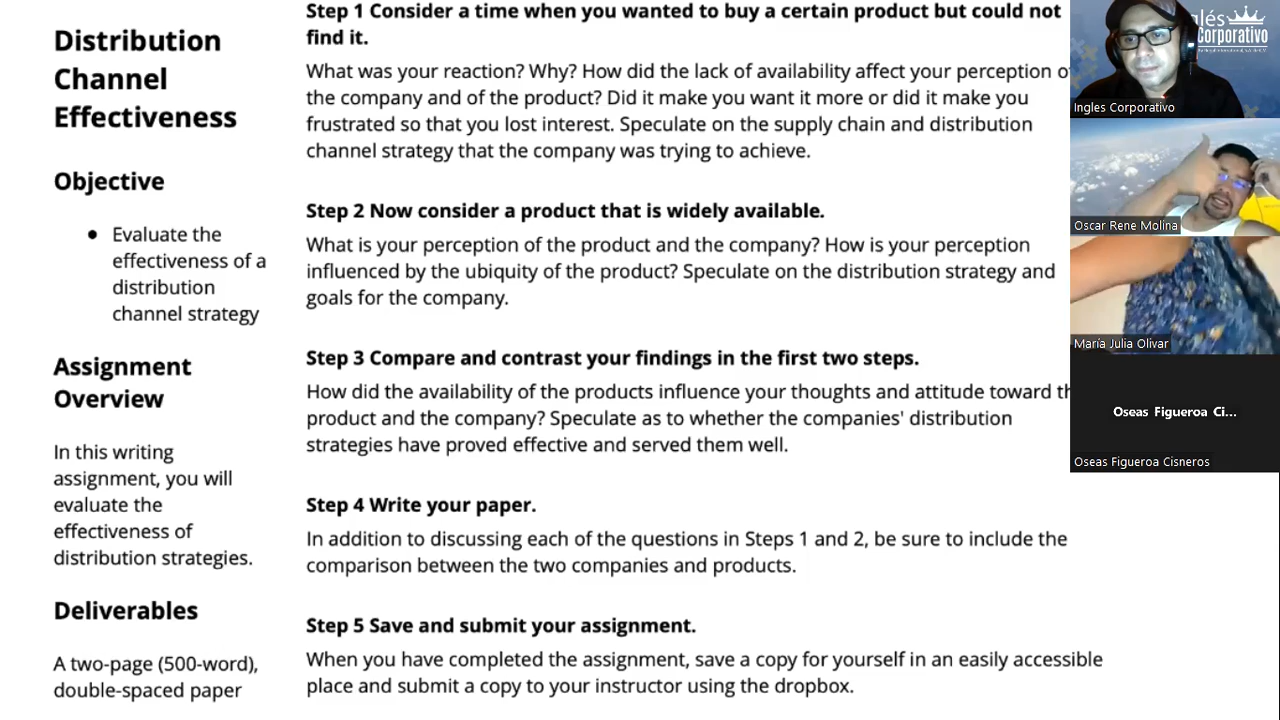 Distribution
Channel
Effectiveness
Objective
● Evaluate the
effectiveness of a
distribution
channel strategy
Assignment
Overview
In this writing
assignment, you will
evaluate the
effectiveness of
distribution strategies.
Deliverables
A two-page (500-word),
double-spaced paper
Step 1 Consider a time when you wanted to buy a certain product but could not
find it.
What was your reaction? Why? How did the lack of availability affect your perception
the company and of the product? Did it make you want it more or did it make you
frustrated so that you lost interest. Speculate on the supply chain and distribution
channel strategy that the company was trying to achieve.
Step 2 Now consider a product that is widely available.
What is your perception of the product and the company? How is your perception
influenced by the ubiquity of the product? Speculate on the distribution strategy and
goals for the company.
Step 3 Compare and contrast your findings in the first two steps.
How did the availability of the products influence your thoughts and attitude toward
product and the company? Speculate as to whether the companies' distribution
strategies have proved effective and served them well.
Step 4 Write your paper.
In addition to discussing each of the questions in Steps 1 and 2, be sure to include the
comparison between the two companies and products.
Step 5 Save and submit your assignment.
When you have completed the assignment, save a copy for yourself in an easily accessible
place and submit a copy to your instructor using the dropbox.
Ingles Corporativo
Oscar Rene Molina
María Julia Olivar
Oseas Figueroa Ci...
Oseas Figueroa Cisneros